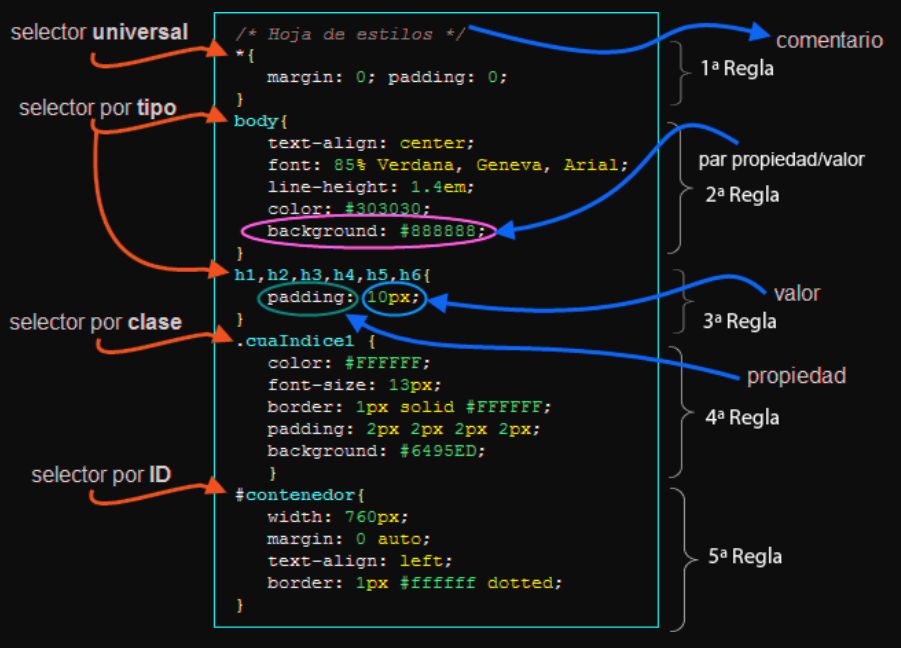 selector universal
/* Hoja de estilos */
comentario
*{
margin: 0; padding: 0;
}
1ª Regla
selector por tipo
body{
text-align: center;
font: 85% Verdana, Geneva, Arial;
line-height: 1.4em;
color: #303030;
background: #888888;
}
par propiedad/valor
2ª Regla
h1,h2,h3,h4,h5,h6{
padding: 10px;
}
valor
3ª Regla
selector por clase
.cuaIndice1 {
color: #FFFFFF;
font-size: 13px;
border: 1px solid #FFFFFF;
padding: 2px 2px 2px 2px;
background: #6495ED;
}
propiedad
4ª Regla
selector por ID
#contenedor{
width: 760px;
margin: 0 auto;
text-align: left;
border: 1px #ffffff dotted;
}
5ª Regla